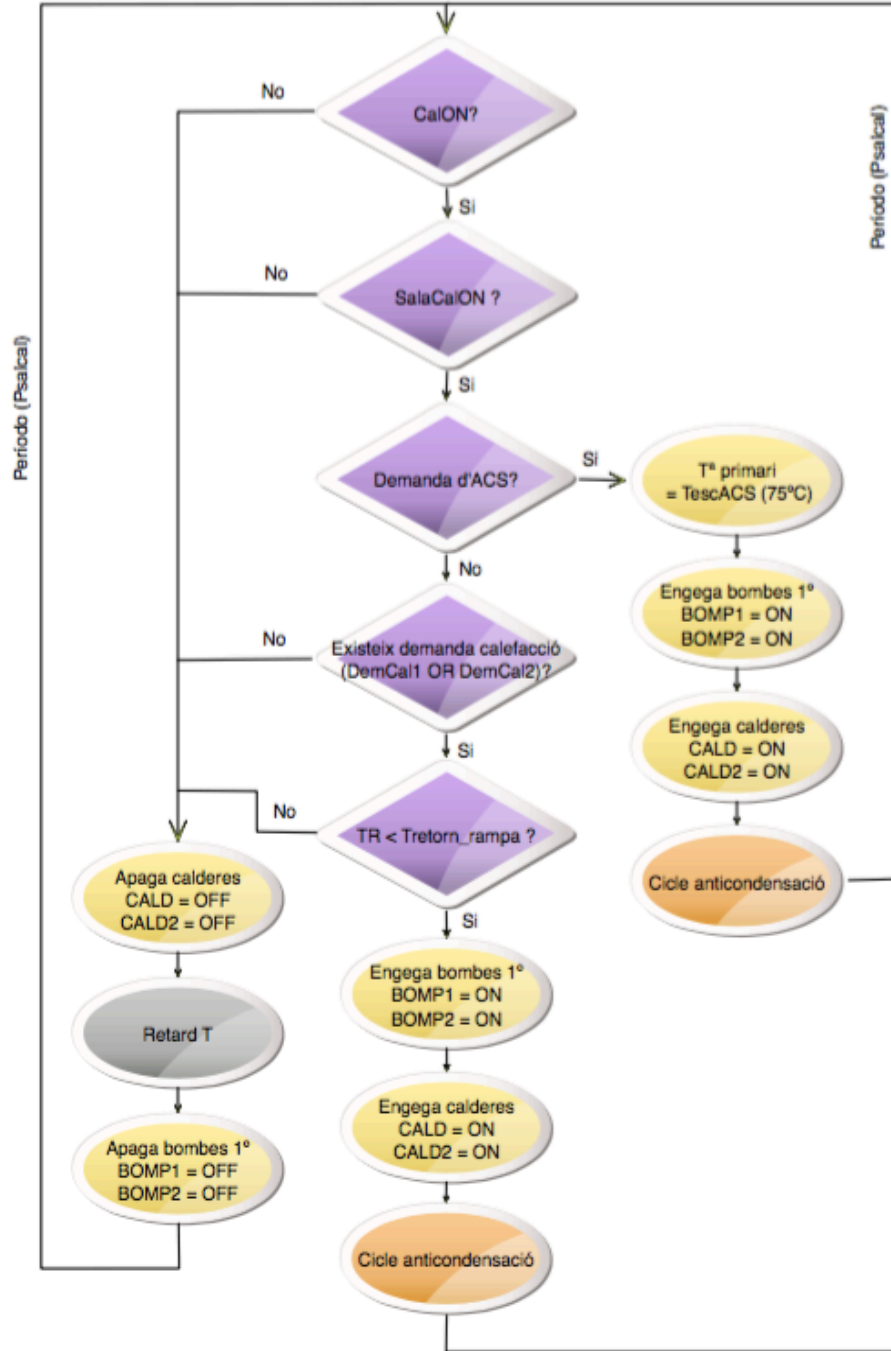 No
CalON?
Si
No
SalaCalON ?
Si
Període (Psalcal)
Període (Psalcal)
Demanda d'ACS?
Si
Tª primari
= TescACS (75ºC)
No
Engega bombes 1º
BOMP1 = ON
BOMP2 = ON
No
Existeix demanda calefacció
(DemCal1 OR DemCal2)?
Si
Engega calderes
CALD = ON
CALD2 = ON
No
TR < Tretorn_rampa ?
Si
Cicle anticondensació
Apaga calderes
CALD = OFF
CALD2 = OFF
Retard T
Apaga bombes 1º
BOMP1 = OFF
BOMP2 = OFF
Engega bombes 1º
BOMP1 = ON
BOMP2 = ON
Engega calderes
CALD = ON
CALD2 = ON
Cicle anticondensació